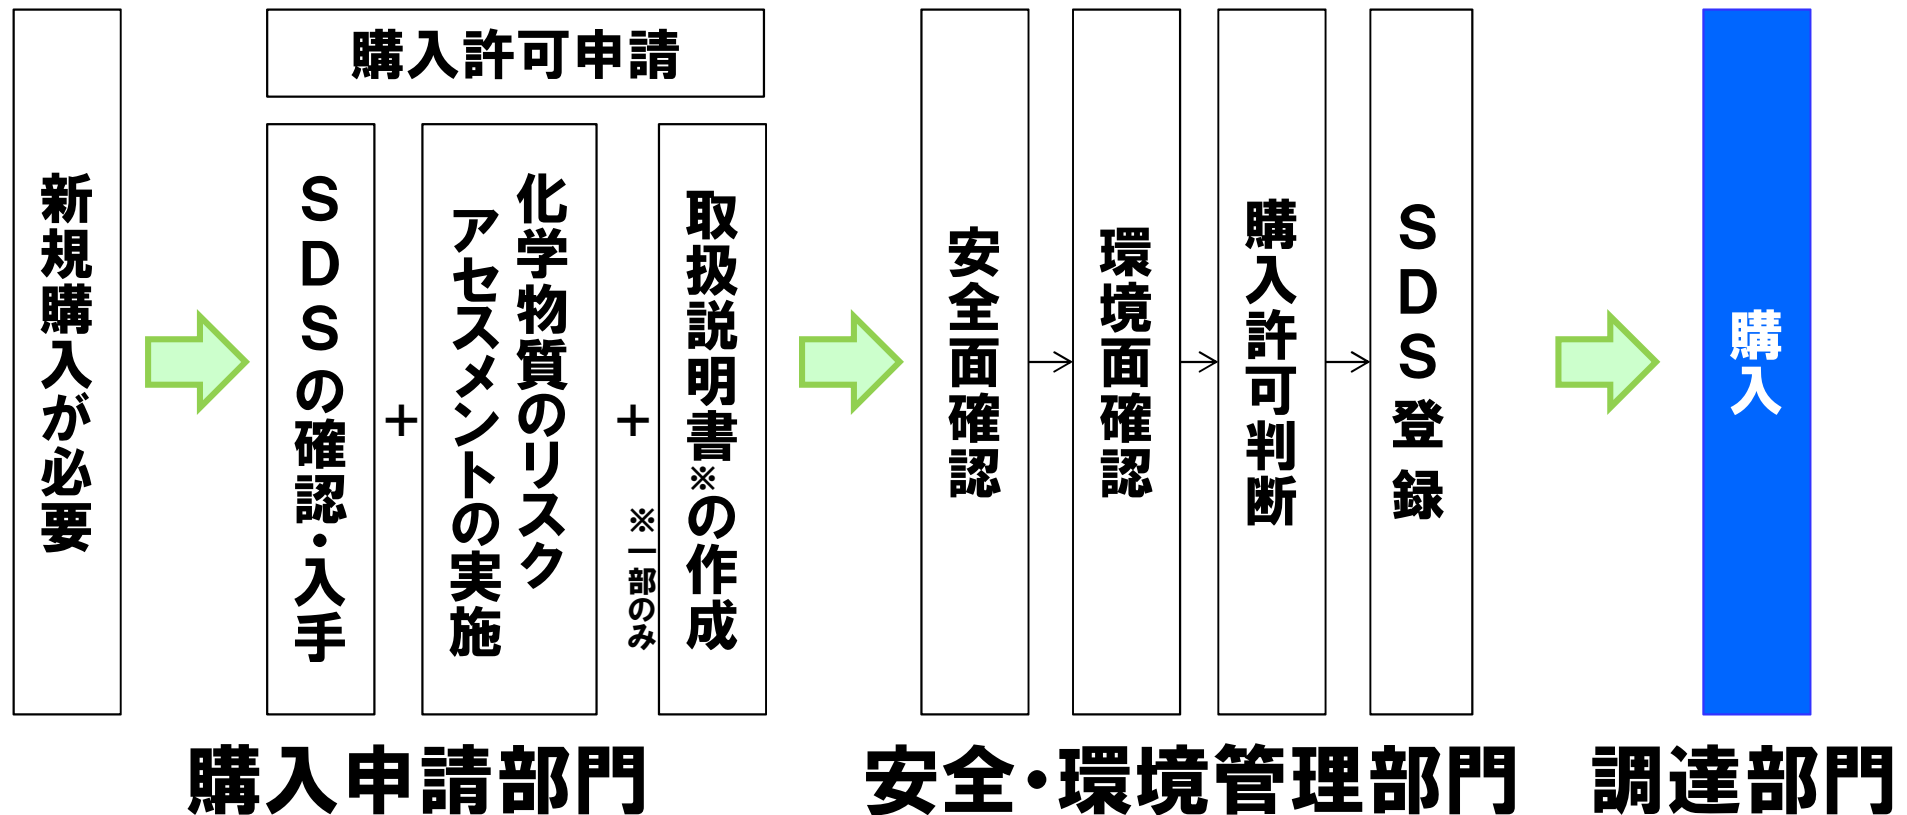 新規購入が必要
購入許可申請
SDSの確認・入手
+
化学物質のリスク
アセスメントの実施
+
※一部のみ
取扱説明書※の作成
安全面確認
環境面確認
購入許可判断
SDS登録
購入
購入申請部門
安全・環境管理部門
調達部門